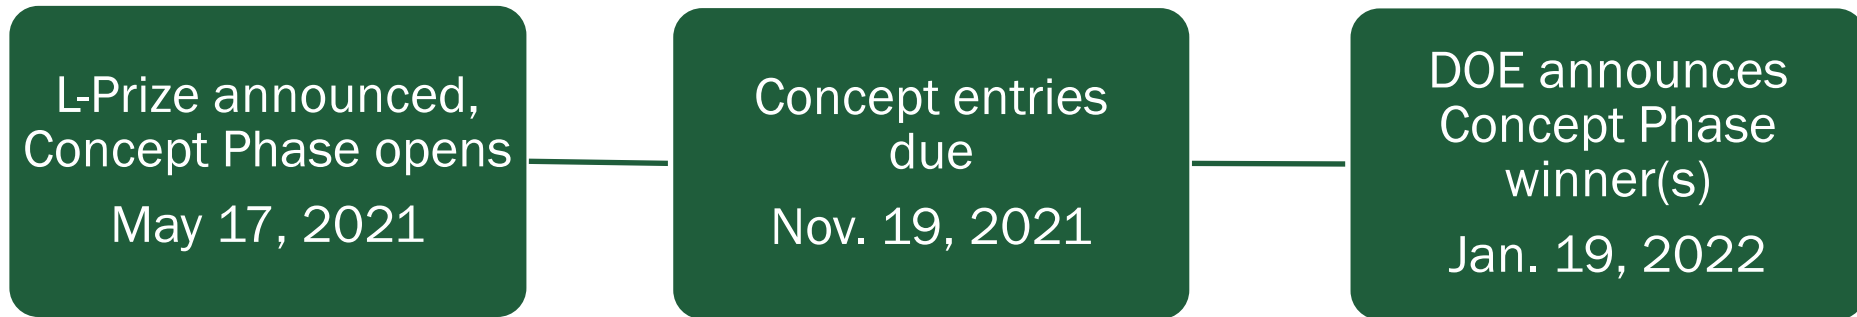 L-Prize announced,
Concept Phase opens
May 17, 2021
Concept entries
due
Nov. 19, 2021
DOE announces
Concept Phase
winner(s)
Jan. 19, 2022